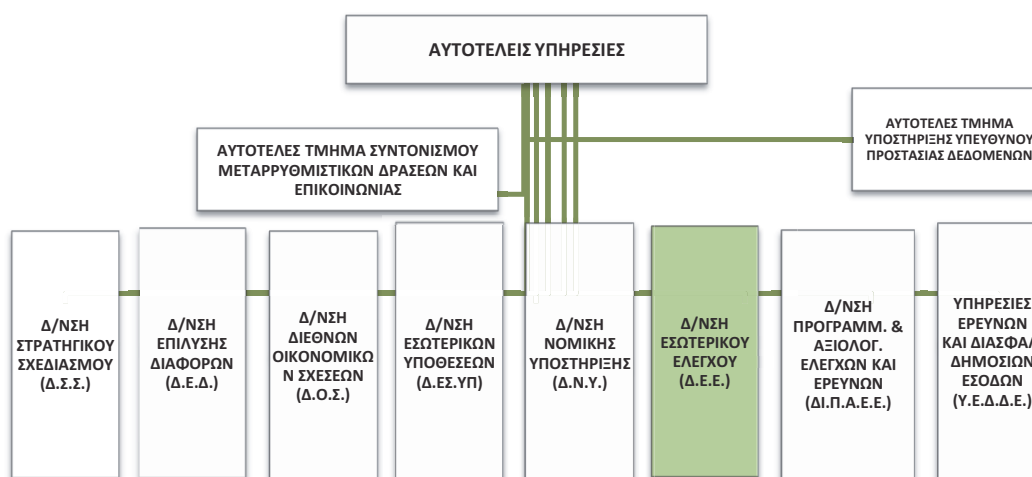 ΑΥΤΟΤΕΛΕΙΣ ΥΠΗΡΕΣΙΕΣ
ΑΥΤΟΤΕΛΕΣ ΤΜΗΜΑ
ΥΠΟΣΤΗΡΙΞΗΣ ΥΠΕΥΘΥΝΟΥ
ΠΡΟΣΤΑΣΙΑΣ ΔΕΔΟΜΕΝΩΝ
ΑΥΤΟΤΕΛΕΣ ΤΜΗΜΑ ΣΥΝΤΟΝΙΣΜΟΥ
ΜΕΤΑΡΡΥΘΜΙΣΤΙΚΩΝ ΔΡΑΣΕΩΝ ΚΑΙ
ΕΠΙΚΟΙΝΩΝΙΑΣ
Δ/ΝΣΗ
ΣΤΡΑΤΗΓΙΚΟΥ
ΣΧΕΔΙΑΣΜΟΥ
(Δ.Σ.Σ.)
Δ/ΝΣΗ
ΕΠΙΛΥΣΗΣ
ΔΙΑΦΟΡΩΝ
(Δ.Ε.Δ.)
Δ/ΝΣΗ
ΔΙΕΘΝΩΝ
ΟΙΚΟΝΟΜΙΚΩ
Ν ΣΧΕΣΕΩΝ
(Δ.Ο.Σ.)
Δ/ΝΣΗ
ΕΣΩΤΕΡΙΚΩΝ
ΥΠΟΘΕΣΕΩΝ
(Δ.ΕΣ.ΥΠ)
Δ/ΝΣΗ
ΝΟΜΙΚΗΣ
ΥΠΟΣΤΗΡΙΞΗΣ
(Δ.Ν.Υ.)
Δ/ΝΣΗ
ΕΣΩΤΕΡΙΚΟΥ
ΕΛΕΓΧΟΥ
(Δ.Ε.Ε.)
Δ/ΝΣΗ
ΠΡΟΓΡΑΜΜ. &
ΑΞΙΟΛΟΓ.
ΕΛΕΓΧΩΝ ΚΑΙ
ΕΡΕΥΝΩΝ
(ΔΙ.Π.Α.Ε.Ε.)
ΥΠΗΡΕΣΙΕΣ
ΕΡΕΥΝΩΝ
ΚΑΙ ΔΙΑΣΦΑΛ
ΔΗΜΟΣΙΩΝ
ΕΣΟΔΩΝ
(Υ.Ε.Δ.Δ.Ε.)